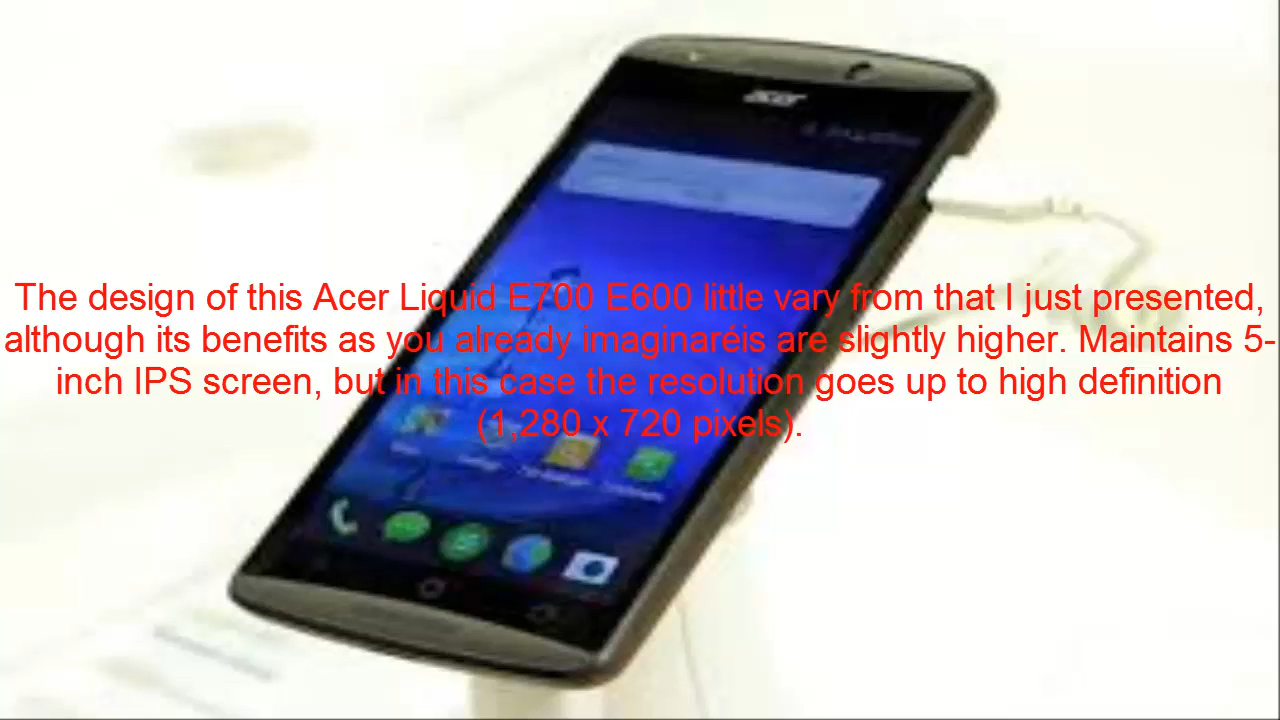 acer
The design of this Acer Liquid E700 E600 little vary from that I just presented,
although its benefits as you already imaginaréis are slightly higher. Maintains 5-
inch IPS screen, but in this case the resolution goes up to high definition
(1,280 x 720 pixels).